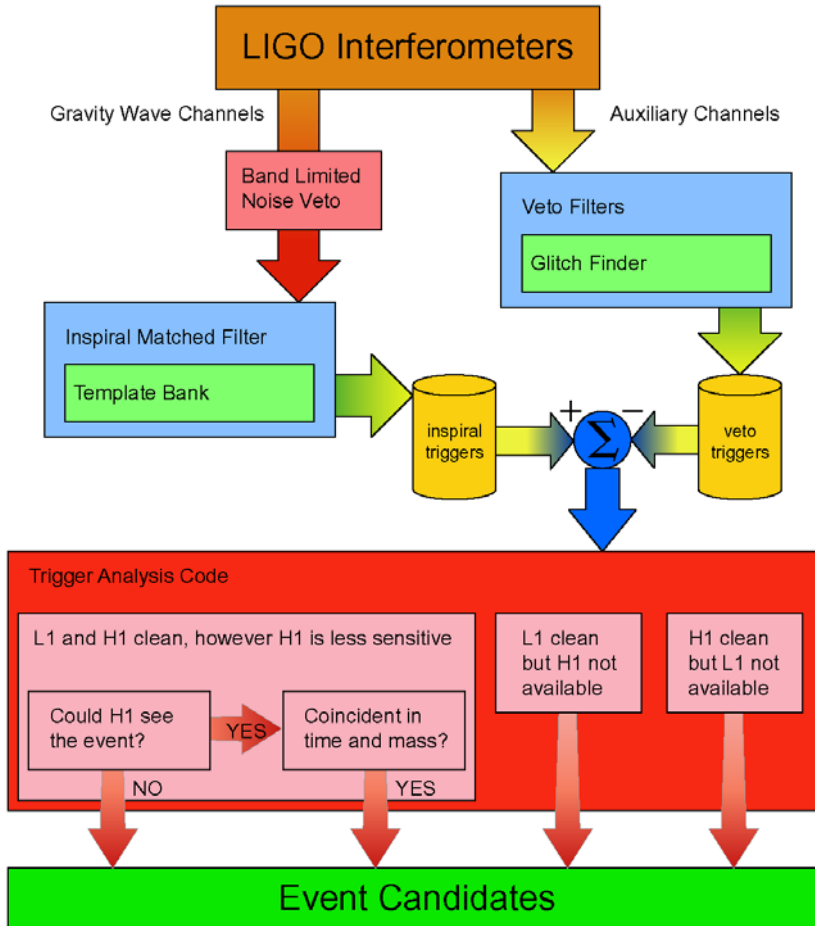 LIGO Interferometers
Gravity Wave Channels
Auxiliary Channels
Band Limited
Noise Veto
Veto Filters
Glitch Finder
Inspiral Matched Filter
Template Bank
inspiral
triggers
+
Σ
−
veto
triggers
Trigger Analysis Code
L1 and H1 clean, however H1 is less sensitive
Could H1 see
the event?
YES
Coincident in
time and mass?
NO
YES
L1 clean
but H1 not
available
H1 clean
but L1 not
available
Event Candidates